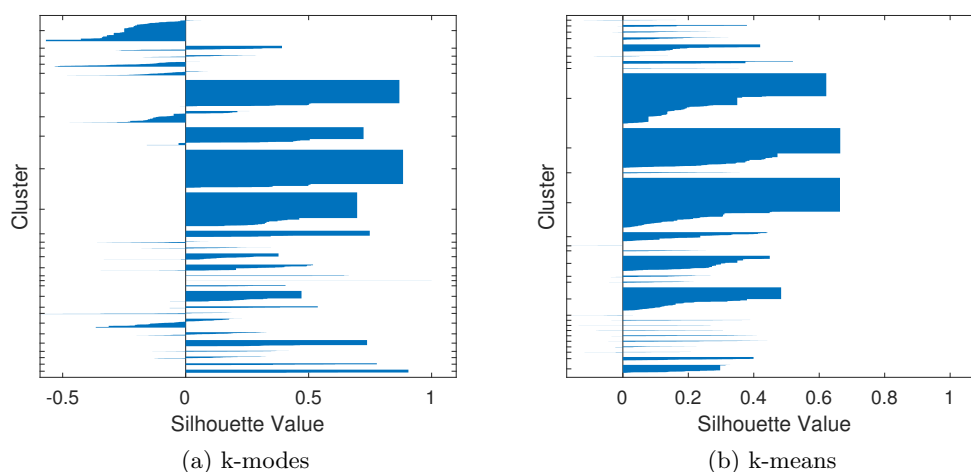 Cluster
-0.5 0 0.5 1
Silhouette Value
(a) k-modes
Cluster
0 0.2 0.4 0.6 0.8 1
Silhouette Value
(b) k-means